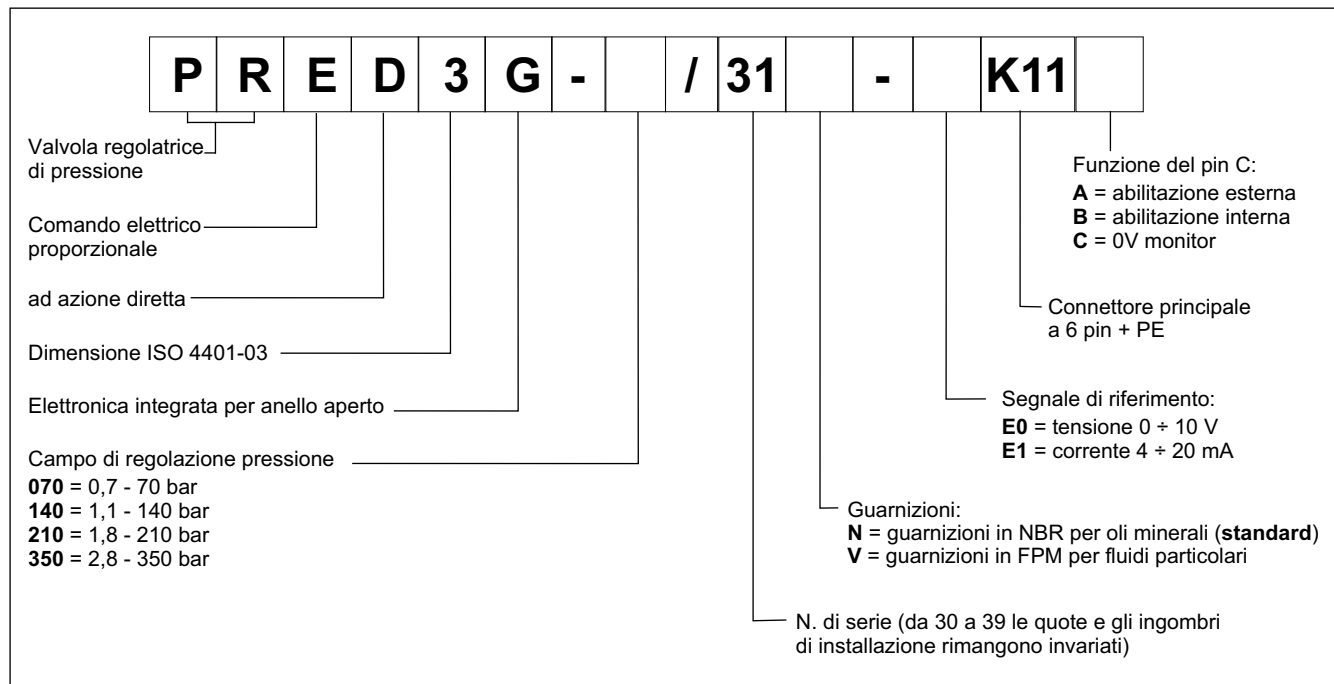 P R E D 3 G - / 31 - K11
Valvola regolatrice
di pressione
Comando elettrico
proporzionale
ad azione diretta
Dimensione ISO 4401-03
Elettronica integrata per anello aperto
Campo di regolazione pressione
070 = 0,7 - 70 bar
140 = 1,1 - 140 bar
210 = 1,8 - 210 bar
350 = 2,8 - 350 bar
Funzione del pin C:
A = abilitazione esterna
B = abilitazione interna
C = 0V monitor
Connettore principale
a 6 pin + PE
Segnale di riferimento:
E0 = tensione 0 ÷ 10 V
E1 = corrente 4 ÷ 20 mA
Guarnizioni:
N = guarnizioni in NBR per oli minerali (standard)
V = guarnizioni in FPM per fluidi particolari
N. di serie (da 30 a 39 le quote e gli ingombri
di installazione rimangono invariati)